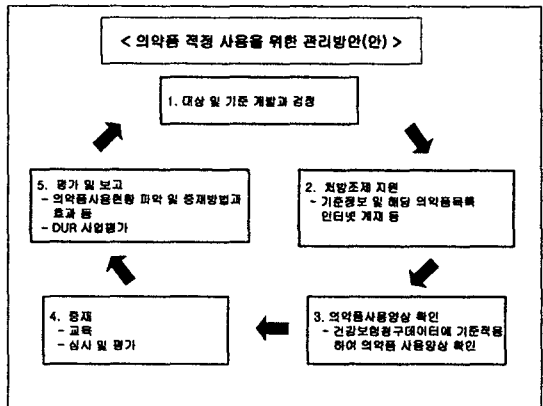 < 의약품 적정 사용을 위한 관리방안(안) >
1. 대상 및 기준 개발과 검정
2. 처방조제 지원
- 기준정보 및 해당 의약품목록
인터넷 게재 등
3. 의약품사용양상 확인
- 건강보험청구데이터에 기준적용
하여 의약품 사용양상 확인
4. 중재
- 교육
- 심사 및 평가
5. 평가 및 보고
- 의약품사용현황 파악 및 중재방법과
효과 등
- DUR 사업평가